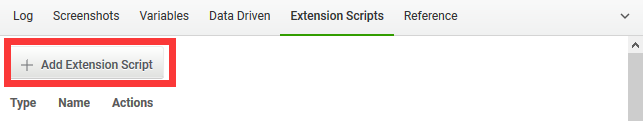 Log Screenshots Variables Data Driven Extension Scripts Reference
+ Add Extension Script
Type Name Actions